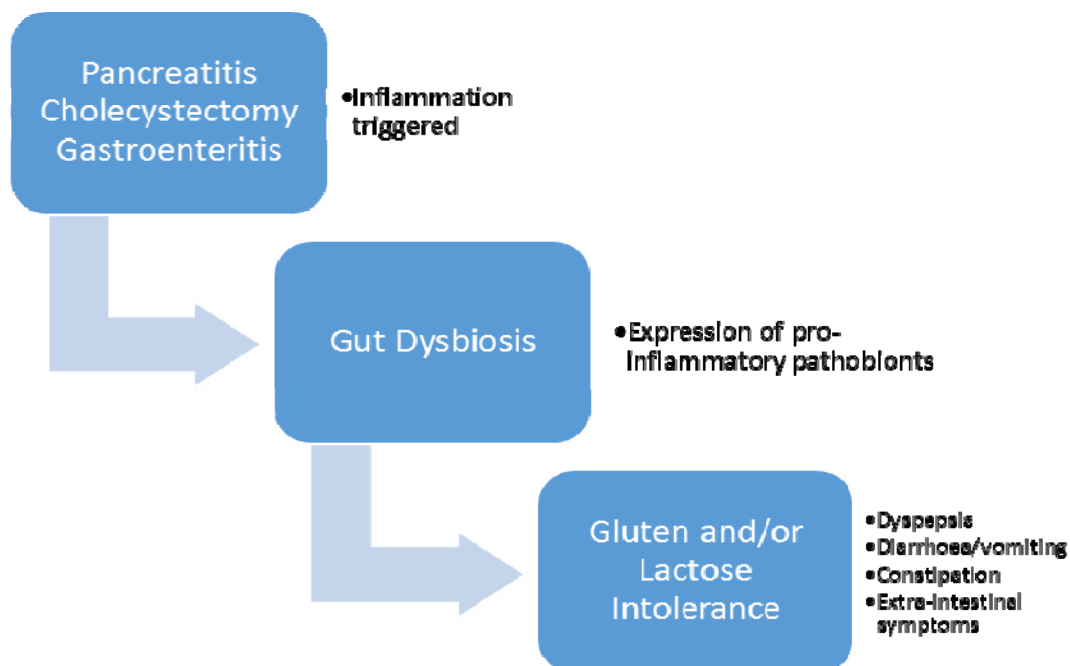 Pancreatitis
Cholecystectomy
Gastroenteritis
•Inflammation
triggered
Gut Dysbiosis
•Expression of pro-
inflammatory pathobionts
Gluten and/or
Lactose
Intolerance
•Dyspepsis
•Diarrhoea/vomiting
•Constipation
•Extra-intestinal
symptoms